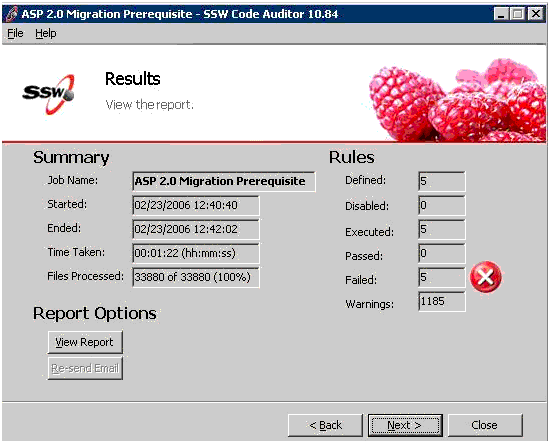 ASP 2.0 Migration Prerequisite - SSW Code Auditor 10.84
File Help
SSW
Results
View the report.
Summary
Job Name: ASP 2.0 Migration Prerequisite
Started: 02/23/2006 12:40:40
Ended: 02/23/2006 12:42:02
Time Taken: 00:01:22 (hh:mm:ss)
Files Processed: 33880 of 33880 (100%)
Rules
Defined: 5
Disabled: 0
Executed: 5
Passed: 0
Failed: 5
Warnings: 1185
Report Options
View Report
Re-send Email
< Back Next > Close